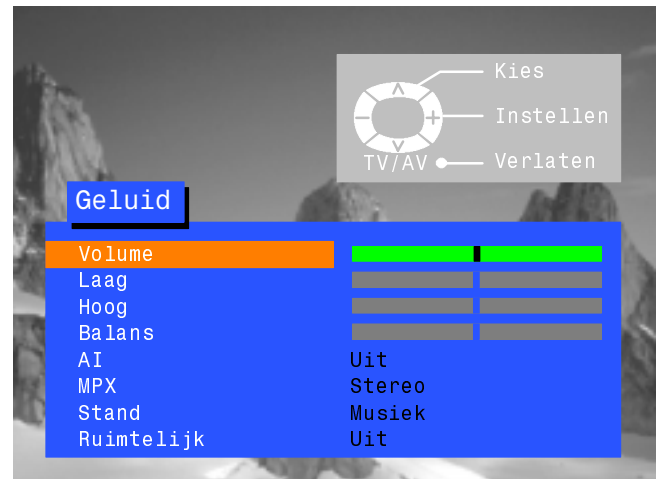 Kies
Instellen
TV/AV Verlaten
Geluid
Volume
Laag
Hoog
Balans
AI Uit
MPX Stereo
Stand Musiek
Ruimtelijk Uit